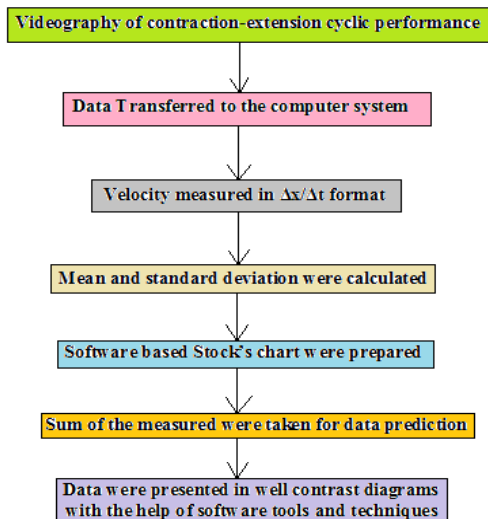 Videography of contraction-extension cyclic performance
Data Transferred to the computer system
Velocity measured in Δx/Δt format
Mean and standard deviation were calculated
Software based Stock's chart were prepared
Sum of the measured were taken for data prediction
Data were presented in well contrast diagrams
with the help of software tools and techniques